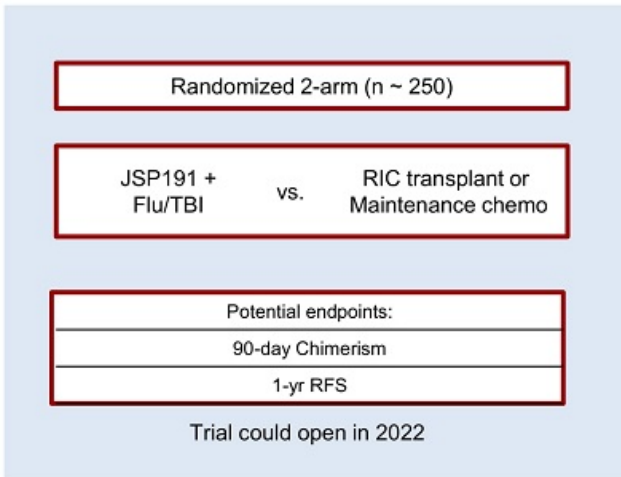 Randomized 2-arm (n ~ 250)
JSP191 + Flu/TBI vs. RIC transplant or Maintenance chemo
Potential endpoints:
90-day Chimerism
1-yr RFS
Trial could open in 2022